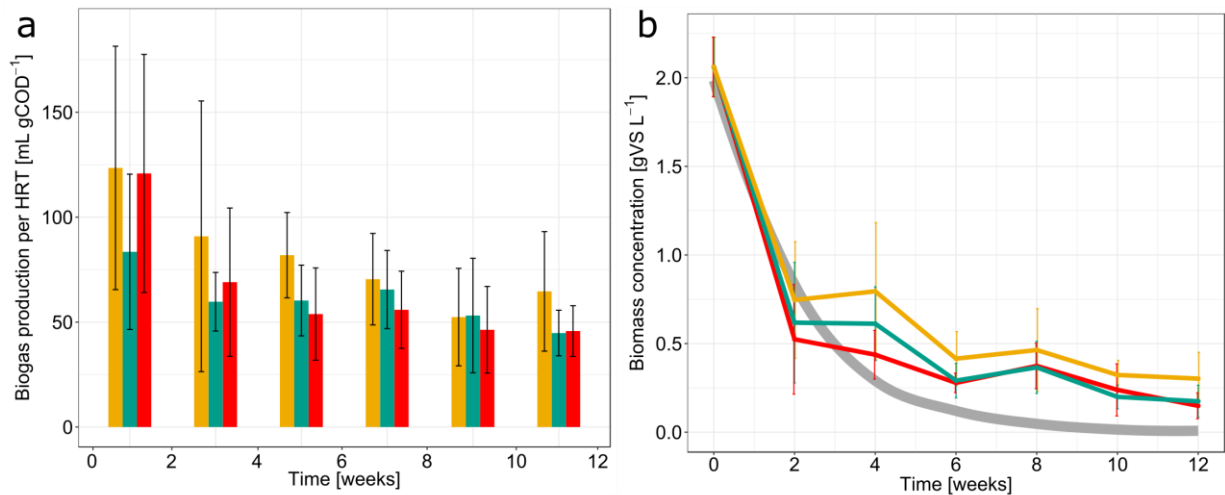 a
Biogas production per HRT [mL gCOD⁻¹]
150
100
50
0
0 2 4 6 8 10 12
Time [weeks]
b
Biomass concentration [gVS L⁻¹]
2.0
1.5
1.0
0.5
0.0
0 2 4 6 8 10 12
Time [weeks]